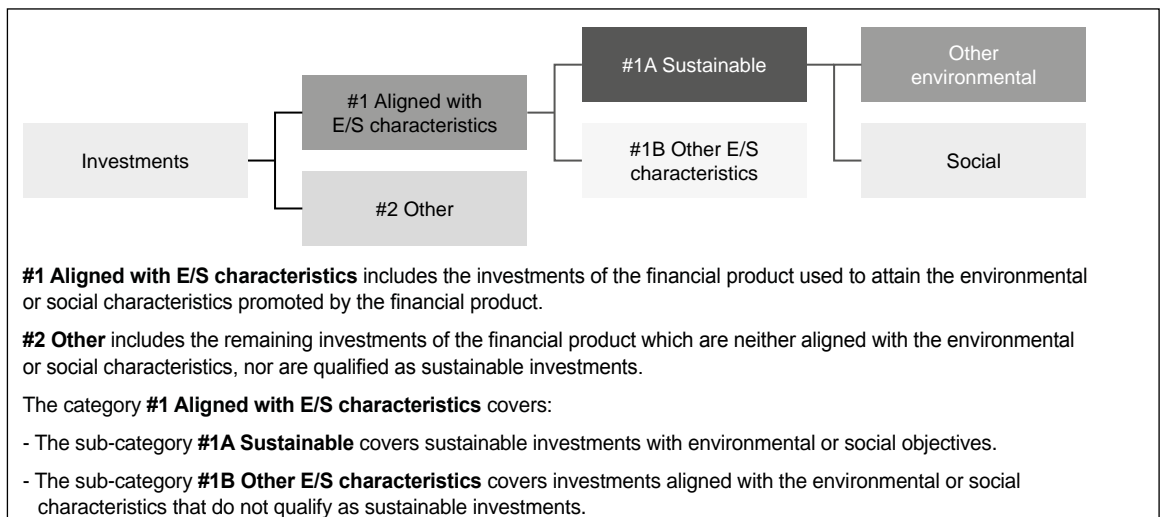 #1A Sustainable
Other
environmental
#1 Aligned with
E/S characteristics
Investments
#1B Other E/S
characteristics
Social
#2 Other
#1 Aligned with E/S characteristics includes the investments of the financial product used to attain the environmental
or social characteristics promoted by the financial product.
#2 Other includes the remaining investments of the financial product which are neither aligned with the environmental
or social characteristics, nor are qualified as sustainable investments.
The category #1 Aligned with E/S characteristics covers:
- The sub-category #1A Sustainable covers sustainable investments with environmental or social objectives.
- The sub-category #1B Other E/S characteristics covers investments aligned with the environmental or social
characteristics that do not qualify as sustainable investments.